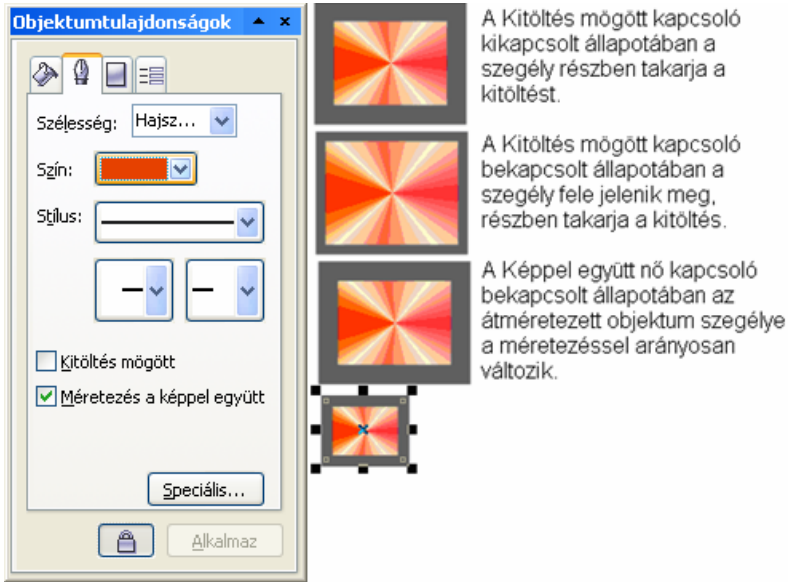 Objektumtulajdonságok
Szélesség: Hajsz...
Szín:
Stílus:
Kitöltés mögött
Méretezés a képpel együtt
Speciális...
Alkalmaz
A Kitöltés mögött kapcsoló
kikapcsolt állapotában a
szegély részben takarja a
kitöltést.
A Kitöltés mögött kapcsoló
bekapcsolt állapotában a
szegély fele jelenik meg,
részben takarja a kitöltés.
A Képpel együtt nő kapcsoló
bekapcsolt állapotában az
átméretezett objektum szegélye
a méretezéssel arányosan
változik.